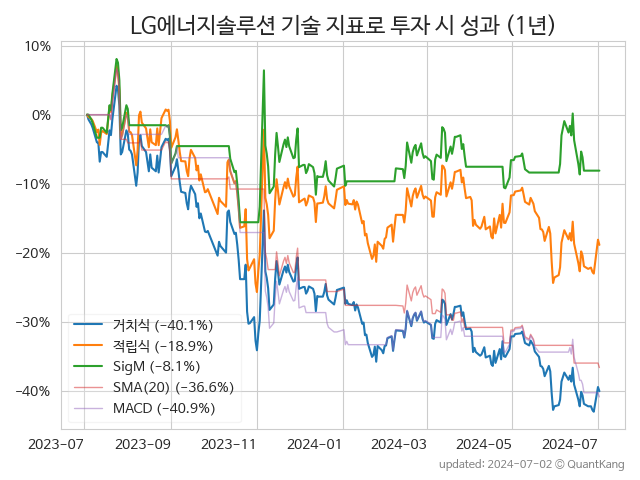 LG에너지솔루션 기술 지표로 투자 시 성과 (1년)
10%
0%
−10%
−20%
−30%
−40%
거치식 (−40.1%)
적립식 (−18.9%)
SigM (−8.1%)
SMA(20) (−36.6%)
MACD (−40.9%)
2023-07
2023-09
2023-11
2024-01
2024-03
2024-05
2024-07
updated: 2024-07-02 © QuantKang